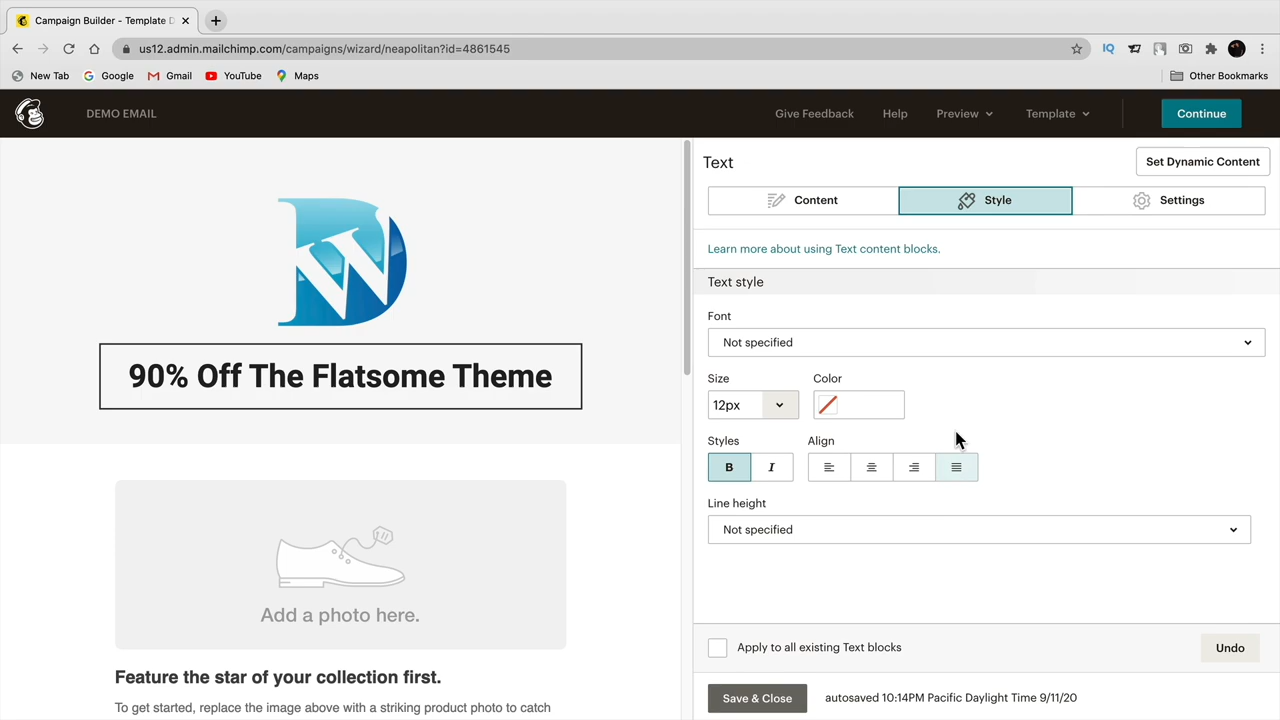 Campaign Builder - Template D
us12.admin.mailchimp.com/campaigns/wizard/neapolitan?id=4861545
IQ
New Tab
Google
Gmail
YouTube
Maps
Other Bookmarks
DEMO EMAIL
Give Feedback
Help
Preview
Template
Continue
Text
Set Dynamic Content
Content
Style
Settings
Learn more about using Text content blocks.
Text style
Font
Not specified
Size
Color
12px
Styles
Align
B
I
Line height
Not specified
Apply to all existing Text blocks
Undo
Save & Close
autosaved 10:14PM Pacific Daylight Time 9/11/20
DW
90% Off The Flatsome Theme
Add a photo here.
Feature the star of your collection first.
To get started, replace the image above with a striking product photo to catch